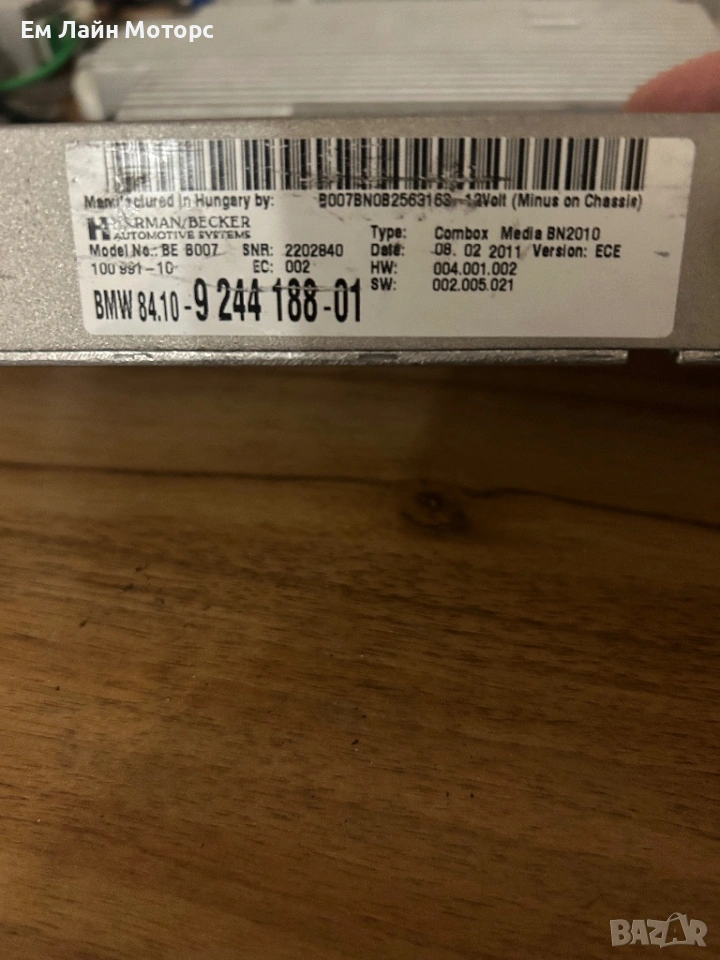 Ем Лайн Моторс
Manufactured in Hungary by: B007BN0B2563163 12Volt (Minus on Chassis)
HARMAN/BECKER
AUTOMOTIVE SYSTEMS
Type: Combox Media BN2010
Model No.: BE B007 SNR: 2202840 Date: 08. 02 2011 Version: ECE
100 991-10 EC: 002 HW: 004.001.002
SW: 002.005.021
BMW 84.10-9 244 188-01
BAZAR